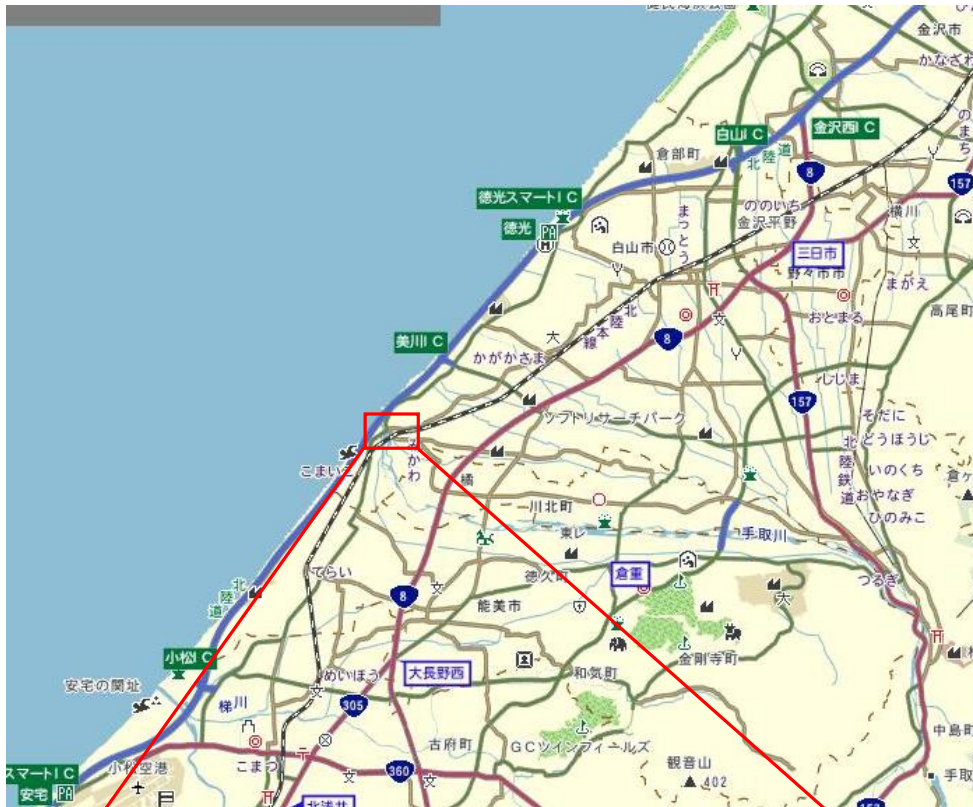 金沢市
かなざわ
のまち
白山IC
北陸道
金沢西IC
倉部町
8
157
徳光スマートIC
まっとう
ののいち
金沢平野
横川
徳光
PA
白山市
三日市
野々市市
まがえ
文
高尾町
おとまる
北陸本線
文
8
美川IC
大
かがかさま
しじま
157
ソフトリサーチパーク
そだに
どうほうじ
みかわ
北陸鉄道
いのくち
橘
おやなぎ
川北町
ひのみこ
東レ
手取川
てらい
徳久町
倉重
つるぎ
8
文
能美市
大
北陸道
小松IC
金剛寺町
めいほう
大長野西
和気町
安宅の関址
文
梯川
305
中島町
古府町
GCツインフィールズ
こまつ
観音山
スマートIC
小松空港
文
360
402
手取
安宅
PA
文
北浅井
157